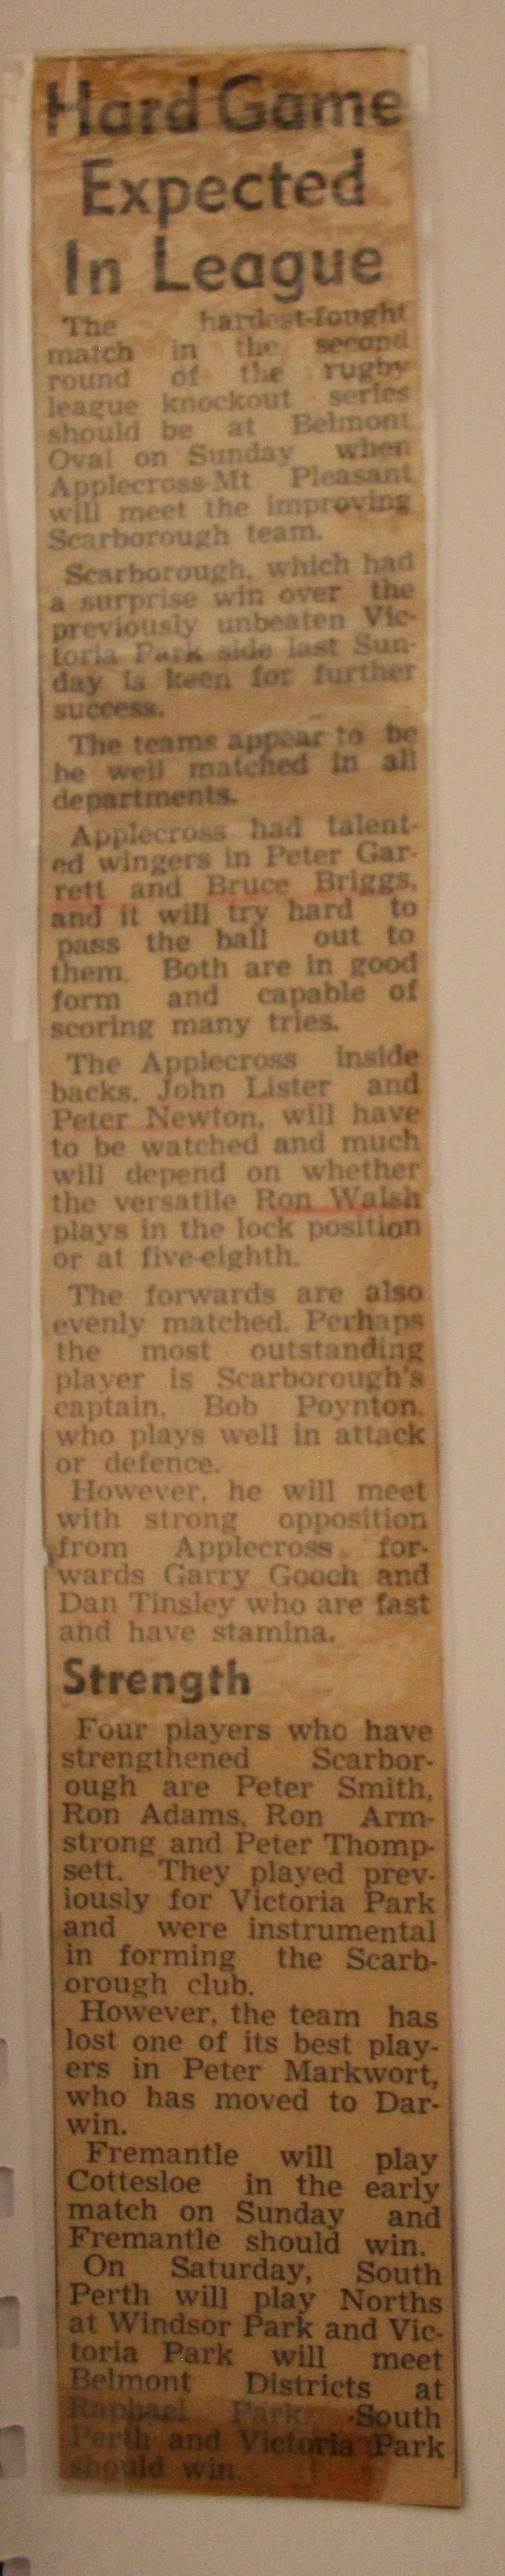 Hard Game
Expected
In League
The hardest-fought
match in the second
round of the rugby
league knockout series
should be at Belmont
Oval on Sunday when
Applecross-Mt Pleasant
will meet the improving
Scarborough team.
Scarborough, which had
a surprise win over the
previously unbeaten Vic-
toria Park side last Sun-
day is keen for further
success.
The teams appear to be
be well matched in all
departments.
Applecross had talent-
ed wingers in Peter Gar-
rett and Bruce Briggs,
and it will try hard to
pass the ball out to
them. Both are in good
form and capable of
scoring many tries.
The Applecross inside
backs, John Lister and
Peter Newton, will have
to be watched and much
will depend on whether
the versatile Ron Walsh
plays in the lock position
or at five-eighth.
The forwards are also
evenly matched. Perhaps
the most outstanding
player is Scarborough's
captain, Bob Poynton,
who plays well in attack
or defence.
However, he will meet
with strong opposition
from Applecross for-
wards Garry Gooch and
Dan Tinsley who are fast
and have stamina.
Strength
Four players who have
strengthened Scarbor-
ough are Peter Smith,
Ron Adams, Ron Arm-
strong and Peter Thomp-
sett. They played prev-
iously for Victoria Park
and were instrumental
in forming the Scarb-
orough club.
However, the team has
lost one of its best play-
ers in Peter Markwort,
who has moved to Dar-
win.
Fremantle will play
Cottesloe in the early
match on Sunday and
Fremantle should win.
On Saturday, South
Perth will play Norths
at Windsor Park and Vic-
toria Park will meet
Belmont Districts at
Raphael Park. South
Perth and Victoria Park
should win.